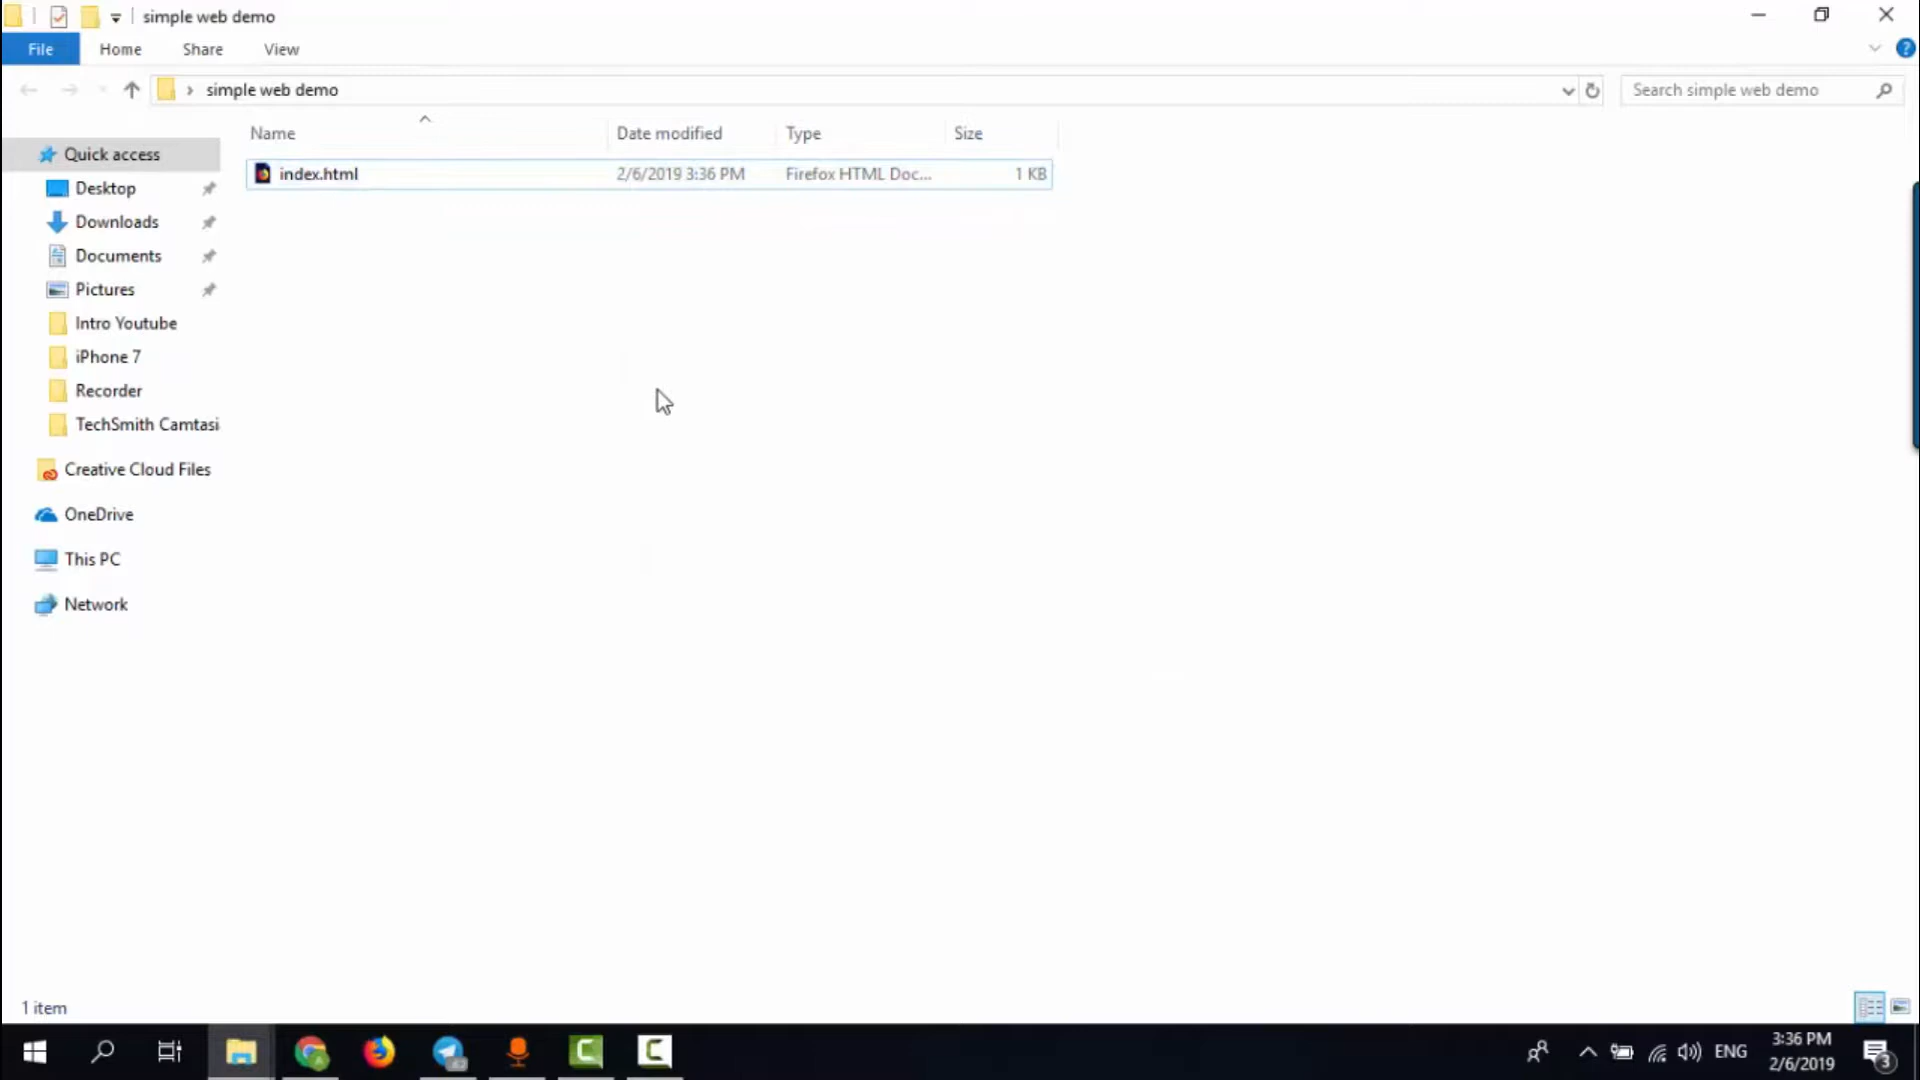 simple web demo
File Home Share View
simple web demo
Search simple web demo
Name Date modified Type Size
index.html 2/6/2019 3:36 PM Firefox HTML Doc... 1 KB
Quick access
Desktop
Downloads
Documents
Pictures
Intro Youtube
iPhone 7
Recorder
TechSmith Camtasi
Creative Cloud Files
OneDrive
This PC
Network
1 item
ENG
3:36 PM
2/6/2019
3